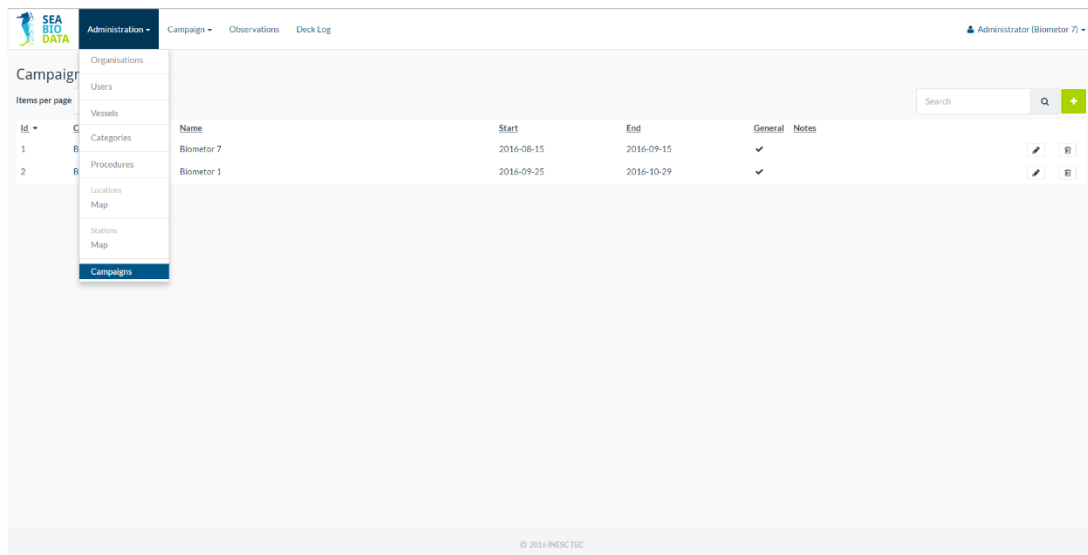 SEA
BIO
DATA
Administration Campaign Observations Deck Log Administrator (Biometor 7)
Organisations
Users
Vessels
Categories
Procedures
Locations
Map
Stations
Map
Campaigns
Items per page
Search
Id Name Start End General Notes
1 B Biometor 7 2016-08-15 2016-09-15
2 B Biometor 1 2016-09-25 2016-10-29
© 2016 INESC TEC